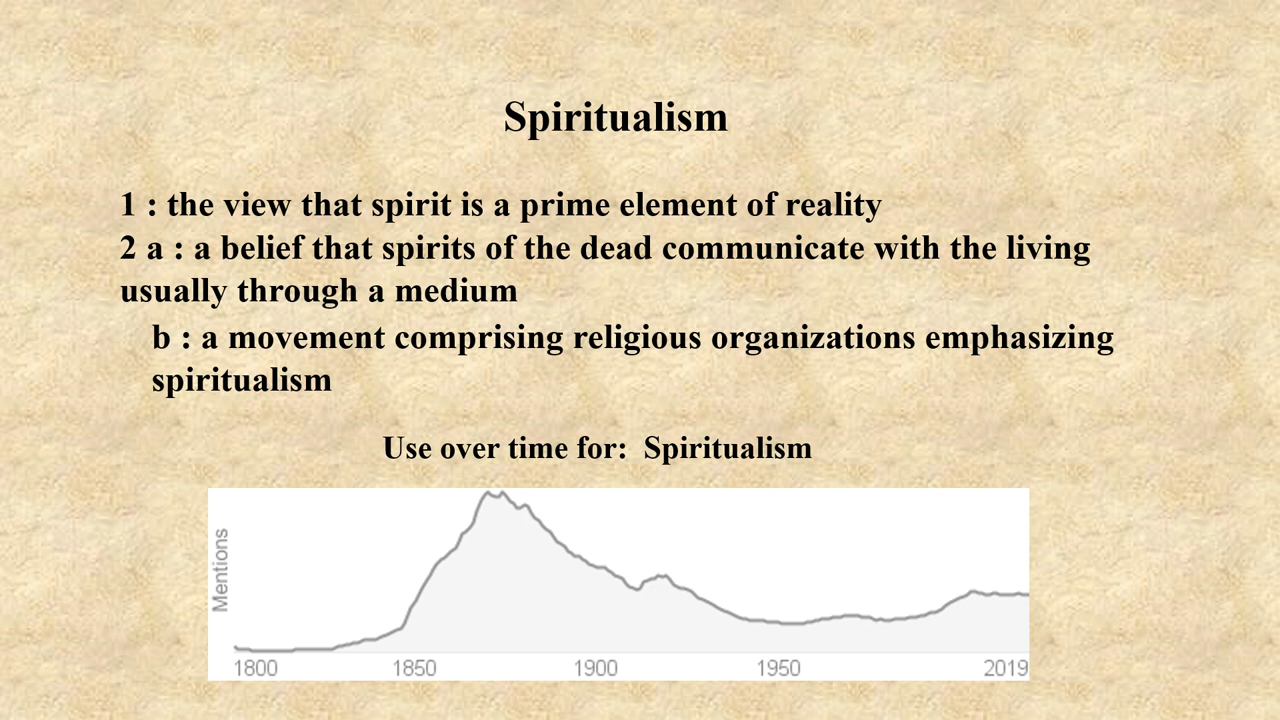 Spiritualism
1 : the view that spirit is a prime element of reality
2 a : a belief that spirits of the dead communicate with the living
usually through a medium
b : a movement comprising religious organizations emphasizing
spiritualism
Use over time for:  Spiritualism
Mentions
1800 1850 1900 1950 2019